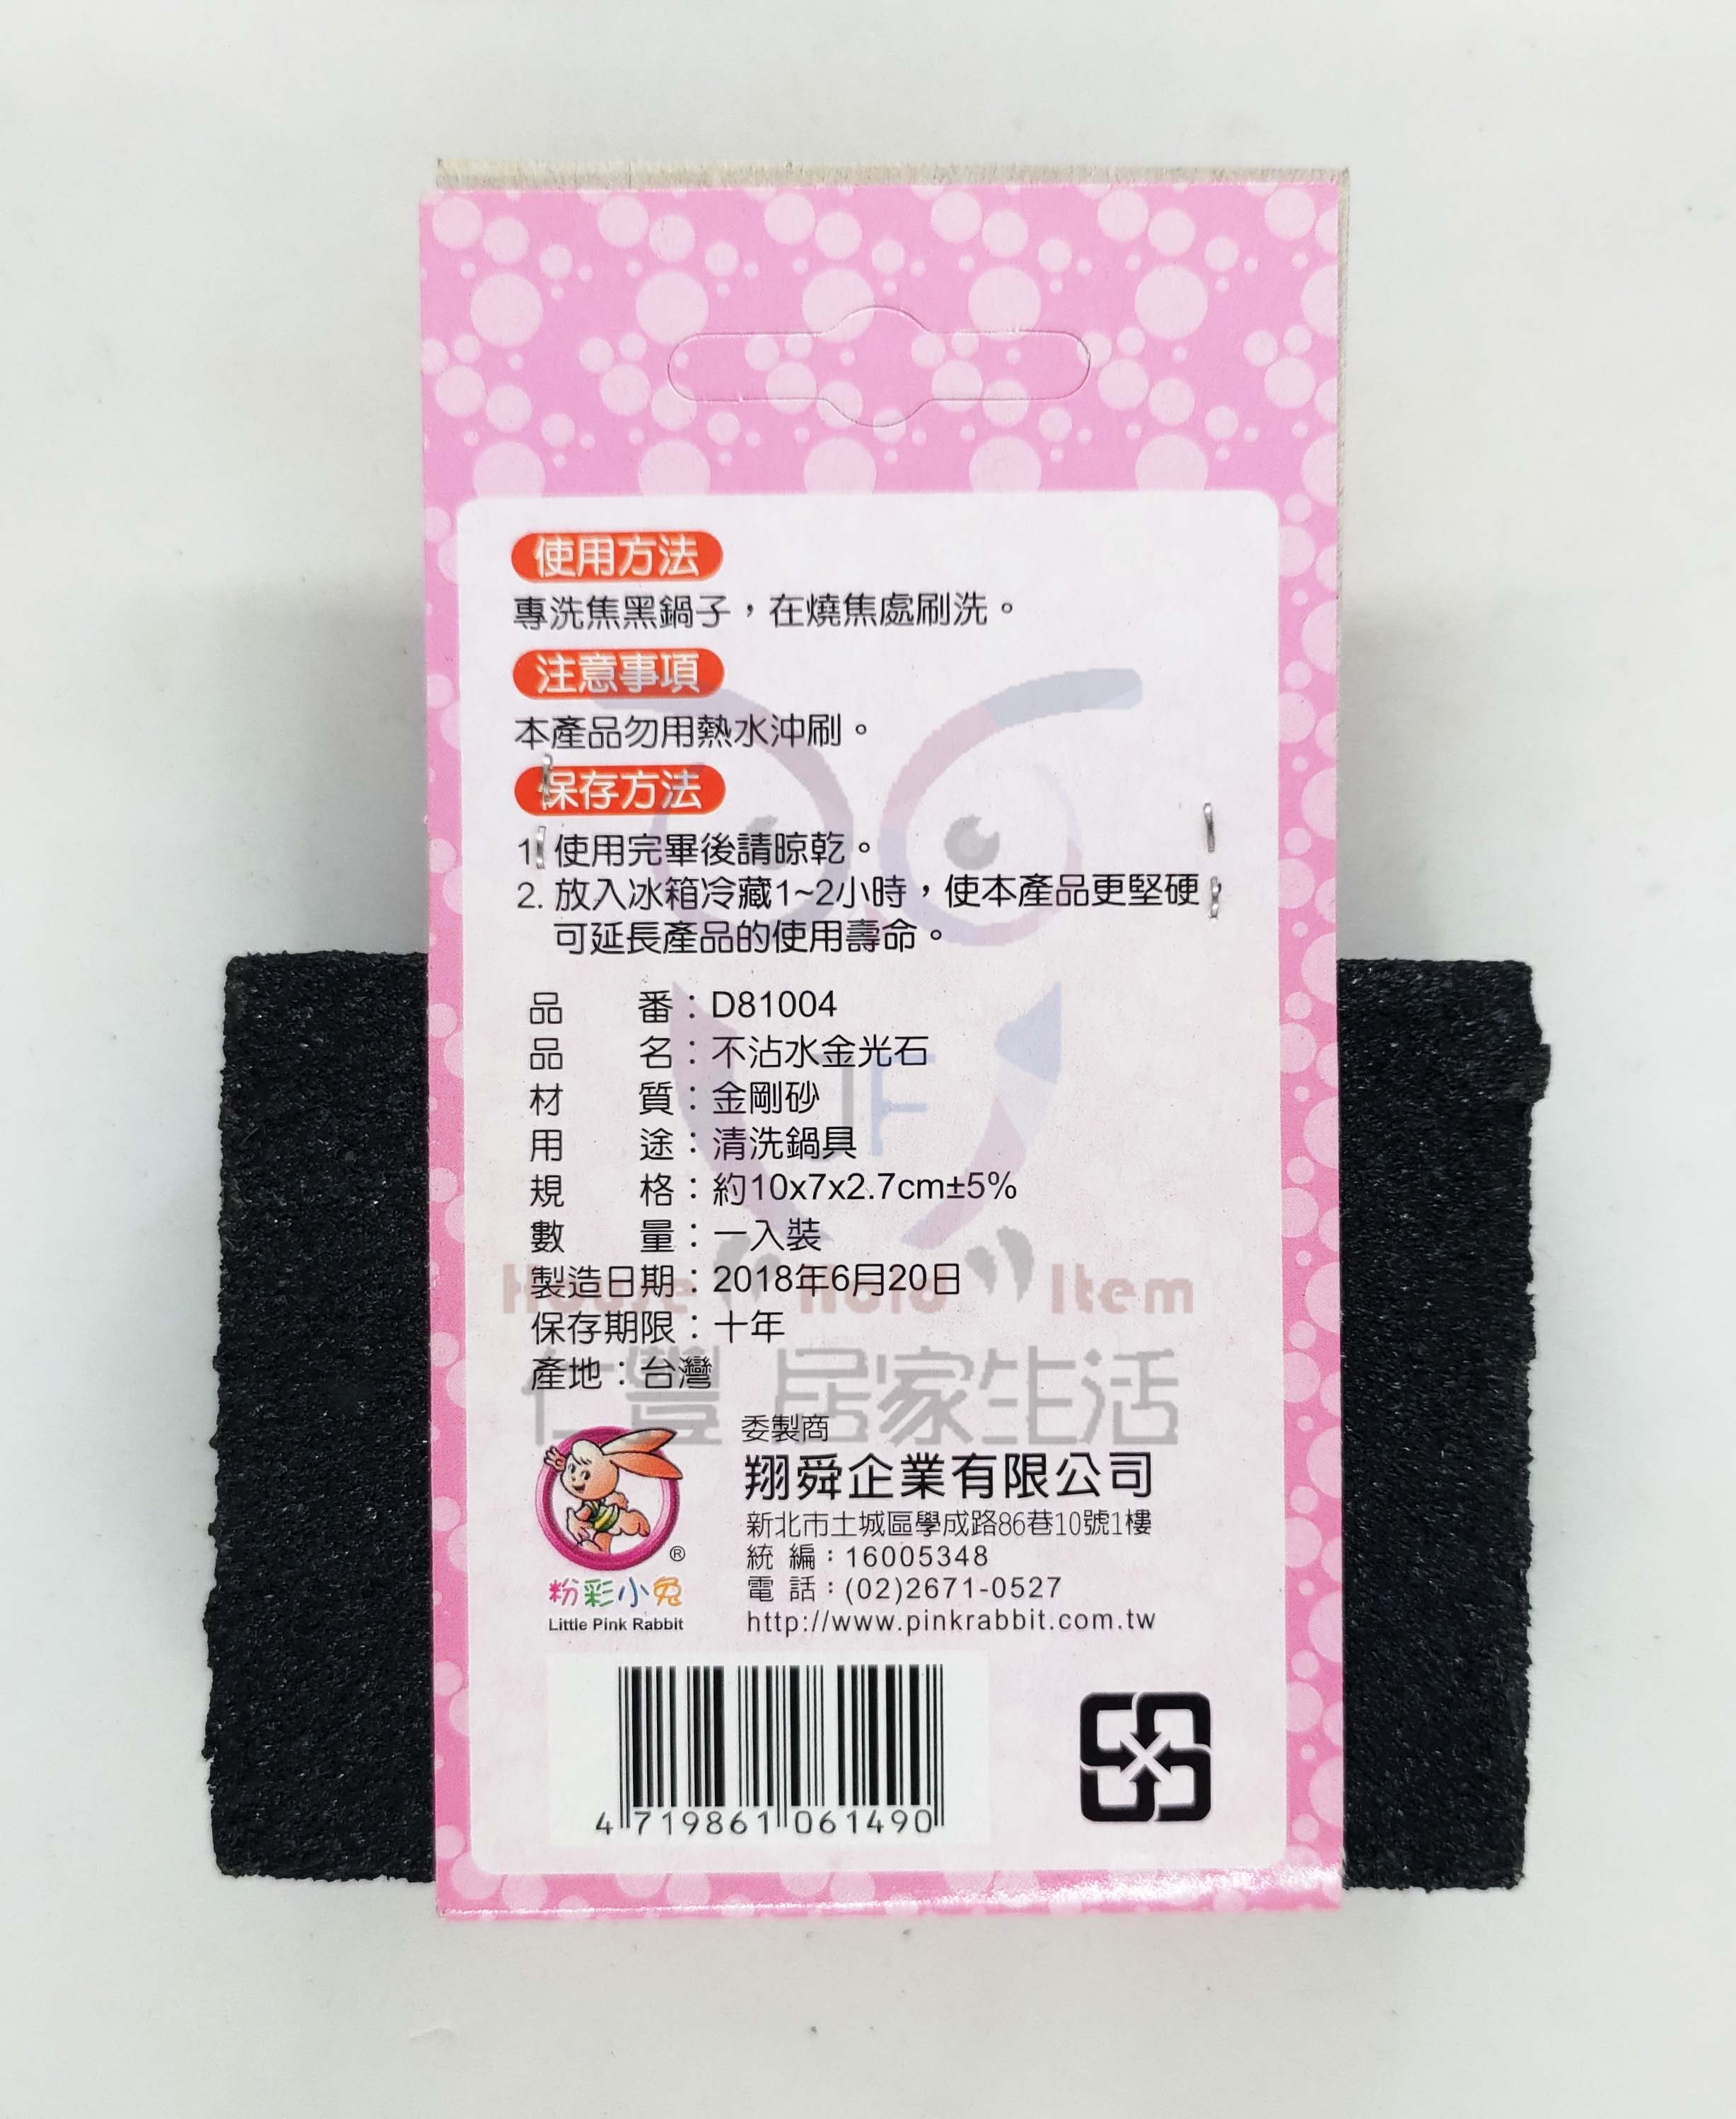 使用方法
專洗焦黑鍋子，在燒焦處刷洗。
注意事項
本產品勿用熱水沖刷。
保存方法
1. 使用完畢後請晾乾。
2. 放入冰箱冷藏1~2小時，使本產品更堅硬，
可延長產品的使用壽命。
品 番：D81004
品 名：不沾水金光石
材 質：金剛砂
用 途：清洗鍋具
規 格：約10x7x2.7cm±5%
數 量：一入裝
製造日期：2018年6月20日
保存期限：十年
產地：台灣
JF
House Hold Item
仁豐 居家生活
委製商
翔舜企業有限公司
新北市土城區學成路86巷10號1樓
統 編：16005348
電 話：(02)2671-0527
http://www.pinkrabbit.com.tw
®
粉彩小兔
Little Pink Rabbit
4 719861 061490